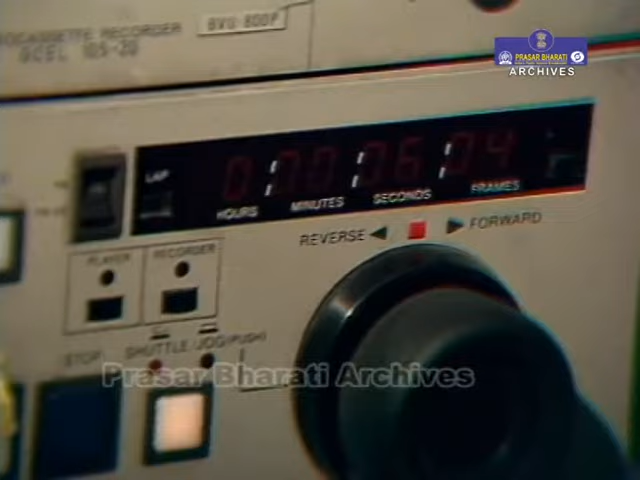 PRASAR BHARATI
ARCHIVES
OCASSETTE RECORDER
BVU-800P
LAP
0 00 06 04
HOURS MINUTES SECONDS FRAMES
REVERSE FORWARD
PLAYER RECORDER
SHUTTLE JOG (PUSH)
STOP
Prasar Bharati Archives